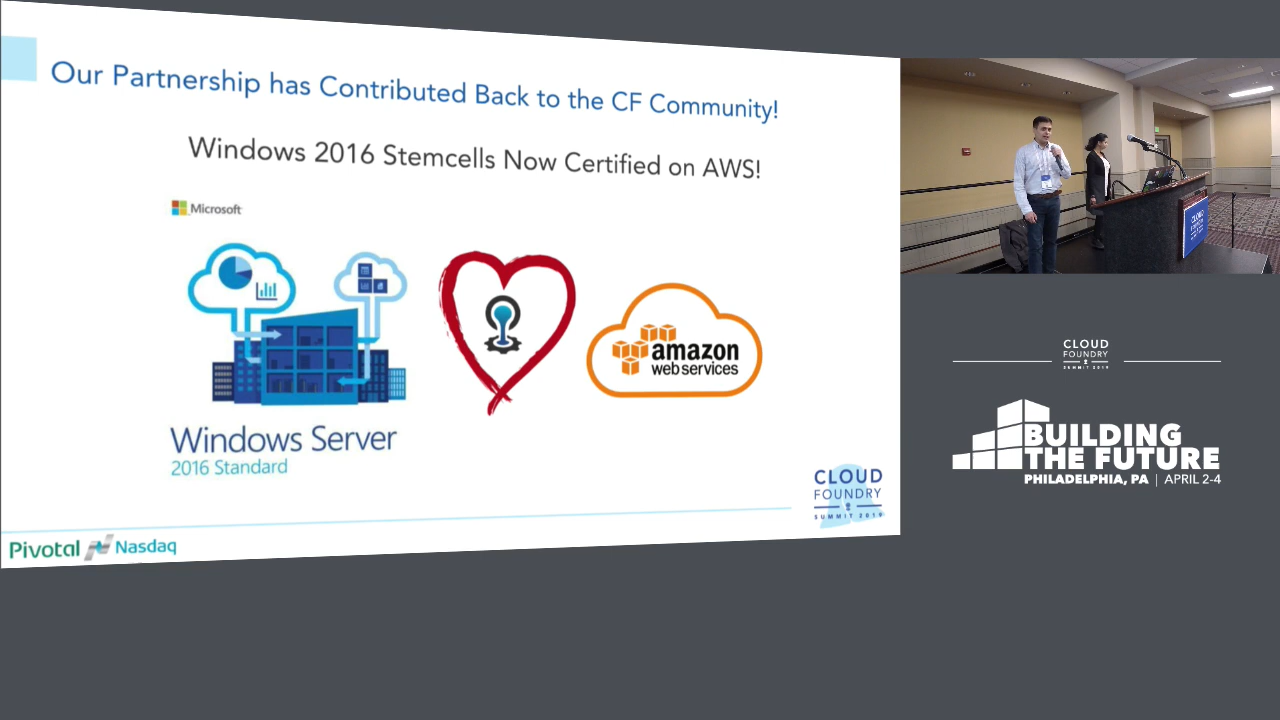 Our Partnership has Contributed Back to the CF Community!
Windows 2016 Stemcells Now Certified on AWS!
Microsoft
amazon
web services
Windows Server
2016 Standard
CLOUD
FOUNDRY
SUMMIT 2019
Pivotal Nasdaq
CLOUD
FOUNDRY
SUMMIT 2019
BUILDING
THE FUTURE
PHILADELPHIA, PA | APRIL 2-4